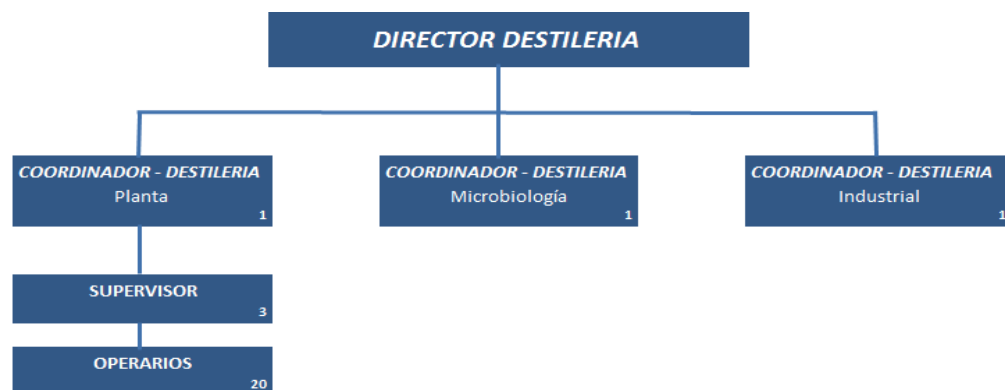 DIRECTOR DESTILERIA
COORDINADOR - DESTILERIA
Planta
1
COORDINADOR - DESTILERIA
Microbiología
1
COORDINADOR - DESTILERIA
Industrial
1
SUPERVISOR
3
OPERARIOS
20